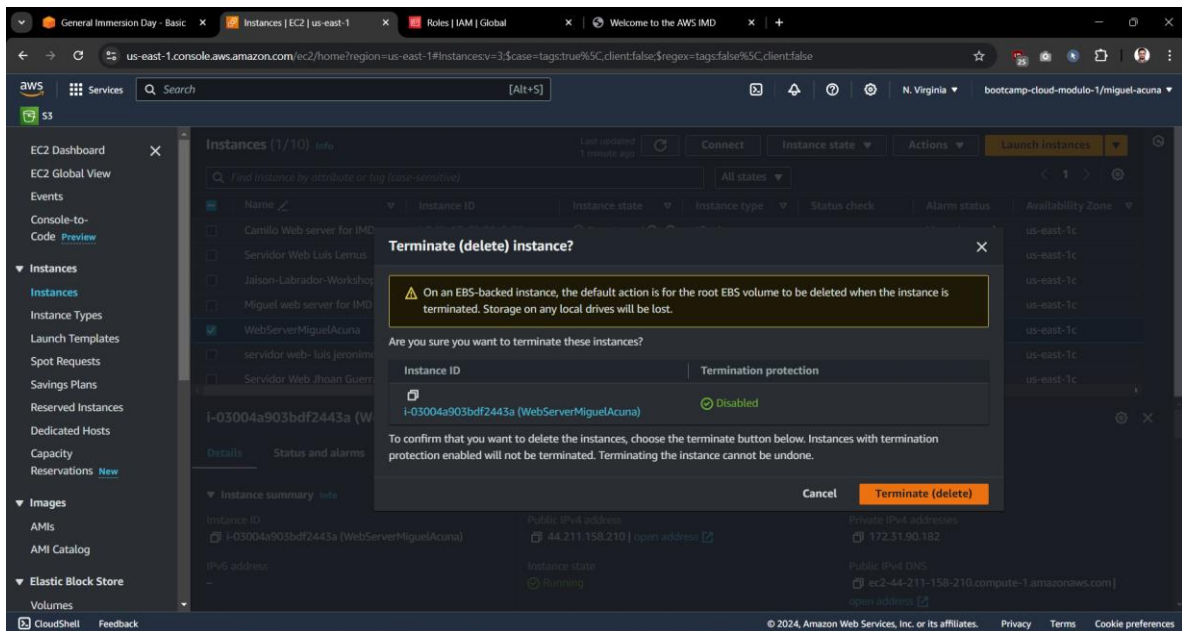 General Immersion Day - Basic
Instances | EC2 | us-east-1
Roles | IAM | Global
Welcome to the AWS IMD
us-east-1.console.aws.amazon.com/ec2/home?region=us-east-1#Instances:v=3;$case=tags:true%5C,client:false;$regex=tags:false%5C,client:false
25
aws
Services
Search
[Alt+S]
N. Virginia
bootcamp-cloud-modulo-1/miguel-acuna
S3
EC2 Dashboard
EC2 Global View
Events
Console-to-
Code Preview
Instances
Instances
Instance Types
Launch Templates
Spot Requests
Savings Plans
Reserved Instances
Dedicated Hosts
Capacity
Reservations New
Images
AMIs
AMI Catalog
Elastic Block Store
Volumes
Instances (1/10) Info
Last updated
1 minute ago
Connect
Instance state
Actions
Launch instances
Find Instance by attribute or tag (case-sensitive)
All states
1
Name
Instance ID
Instance state
Instance type
Status check
Alarm status
Availability Zone
Camilo Web server for IMD
us-east-1c
Servidor Web Luis Lemus
us-east-1c
Jaison-Labrador-Workshop
us-east-1c
Miguel web server for IMD
us-east-1c
WebServerMiguelAcuna
us-east-1c
servidor web- luis jeronim
us-east-1c
Servidor Web Jhoan Guerr
us-east-1c
Terminate (delete) instance?
On an EBS-backed instance, the default action is for the root EBS volume to be deleted when the instance is
terminated. Storage on any local drives will be lost.
Are you sure you want to terminate these instances?
Instance ID
Termination protection
i-03004a903bdf2443a (WebServerMiguelAcuna)
Disabled
To confirm that you want to delete the instances, choose the terminate button below. Instances with termination
protection enabled will not be terminated. Terminating the instance cannot be undone.
Cancel
Terminate (delete)
i-03004a903bdf2443a (W
Details
Status and alarms
Instance summary Info
Instance ID
i-03004a903bdf2443a (WebServerMiguelAcuna)
Public IPv4 address
44.211.158.210 | open address
Private IPv4 addresses
172.31.90.182
IPv6 address
–
Instance state
Running
Public IPv4 DNS
ec2-44-211-158-210.compute-1.amazonaws.com |
open address
CloudShell
Feedback
© 2024, Amazon Web Services, Inc. or its affiliates.
Privacy
Terms
Cookie preferences